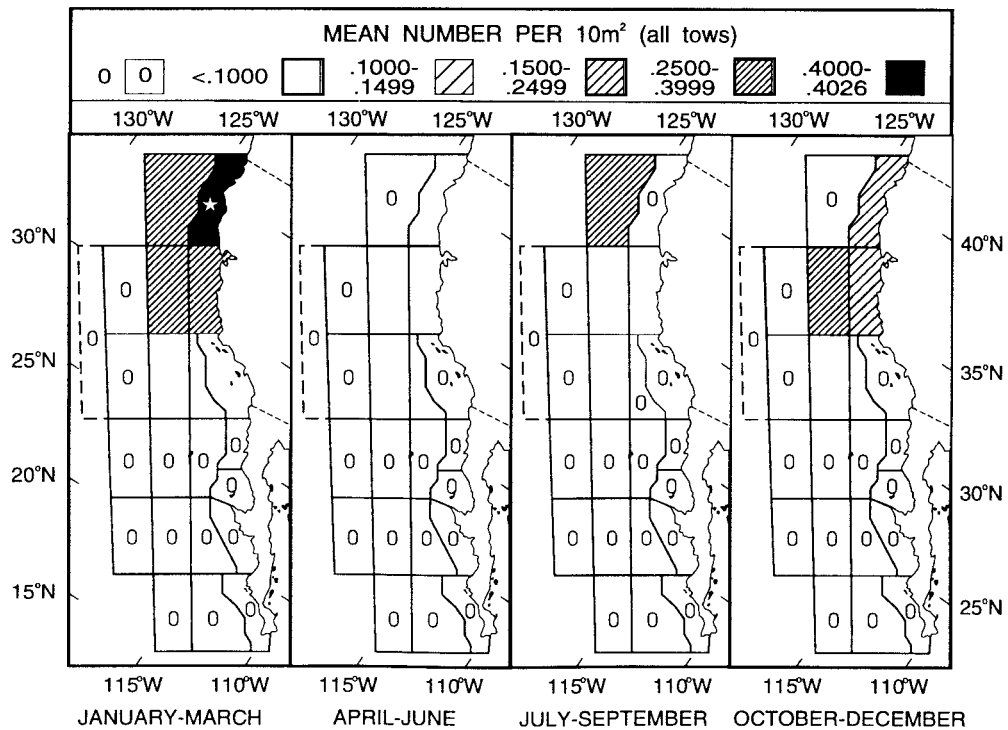 MEAN NUMBER PER 10m² (all tows)
0 0 <.1000 .1000-.1499 .1500-.2499 .2500-.3999 .4000-.4026
130°W 125°W 130°W 125°W 130°W 125°W 130°W 125°W
0 0
30°N 40°N
0 0 0 0
0 0 0 0
25°N 35°N
0 0 0 0 0 0 0
0
0 0 0 0
0 0 0 0 0 0 0 0 0 0 0 0
20°N 30°N
0 0 0 0
0 0 0 0 0 0 0 0 0 0 0 0 0 0 0 0
15°N 25°N
0 0 0 0 0 0 0 0 0 0 0 0
115°W 110°W 115°W 110°W 115°W 110°W 115°W 110°W
JANUARY-MARCH APRIL-JUNE JULY-SEPTEMBER OCTOBER-DECEMBER